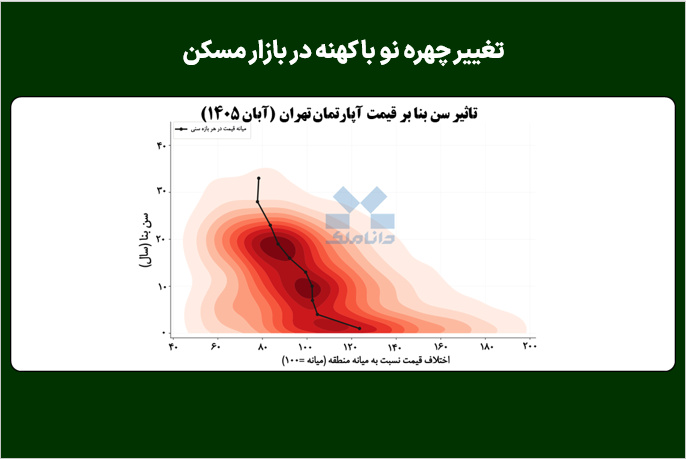 تغییر چهره نو با کهنه در بازار مسکن
تاثیر سن بنا بر قیمت آپارتمان تهران (آبان ۱۴۰۵)
میانه قیمت در هر بازه سنی
سن بنا (سال)
۴۰
۳۰
۲۰
۱۰
۰
داناملک
۴۰ ۶۰ ۸۰ ۱۰۰ ۱۲۰ ۱۴۰ ۱۶۰ ۱۸۰ ۲۰۰
اختلاف قیمت نسبت به میانه منطقه (میانه =۱۰۰)